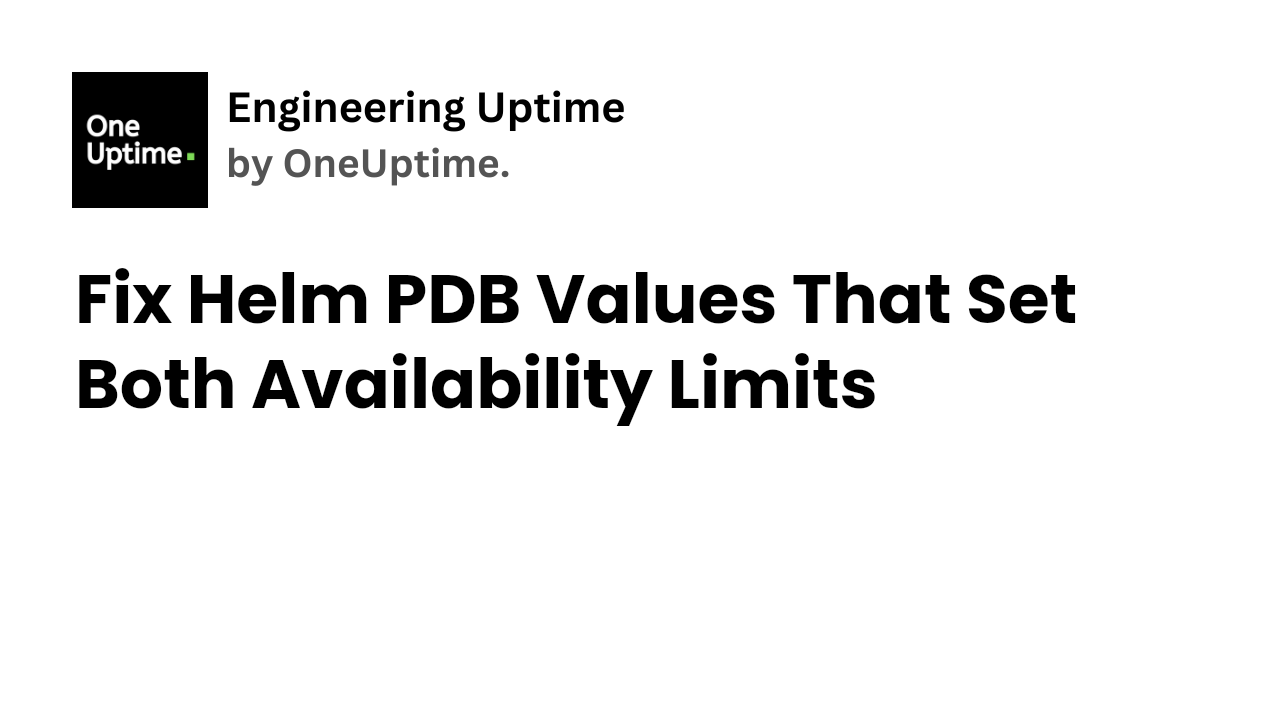 One
Uptime.
Engineering Uptime
by OneUptime.
Fix Helm PDB Values That Set
Both Availability Limits